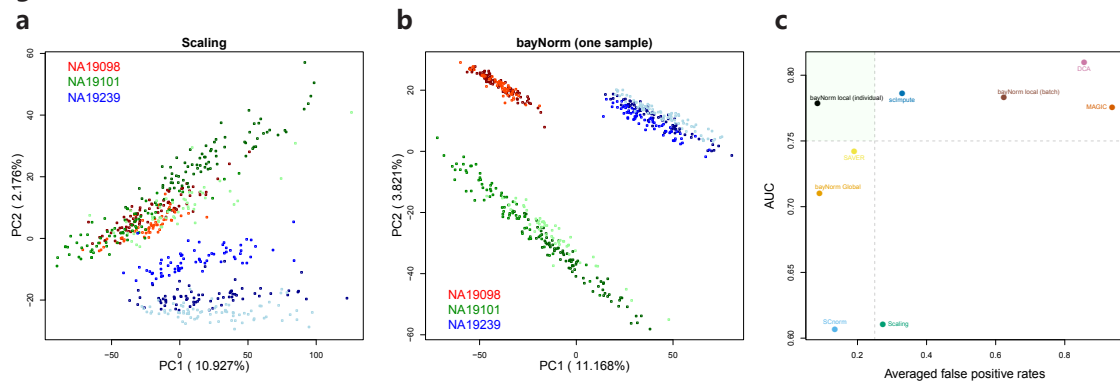 a
b
c
Scaling
NA19098
NA19101
NA19239
60
40
20
0
−20
PC2 ( 2.176%)
−50
0
50
100
PC1 ( 10.927%)
bayNorm (one sample)
20
0
−20
−40
−60
PC2 ( 3.821%)
NA19098
NA19101
NA19239
−50
0
50
PC1 ( 11.168%)
0.80
0.75
0.70
0.65
0.60
AUC
DCA
bayNorm local (individual)
scImpute
bayNorm local (batch)
MAGIC
SAVER
bayNorm Global
SCnorm
Scaling
0.2
0.4
0.6
0.8
Averaged false positive rates